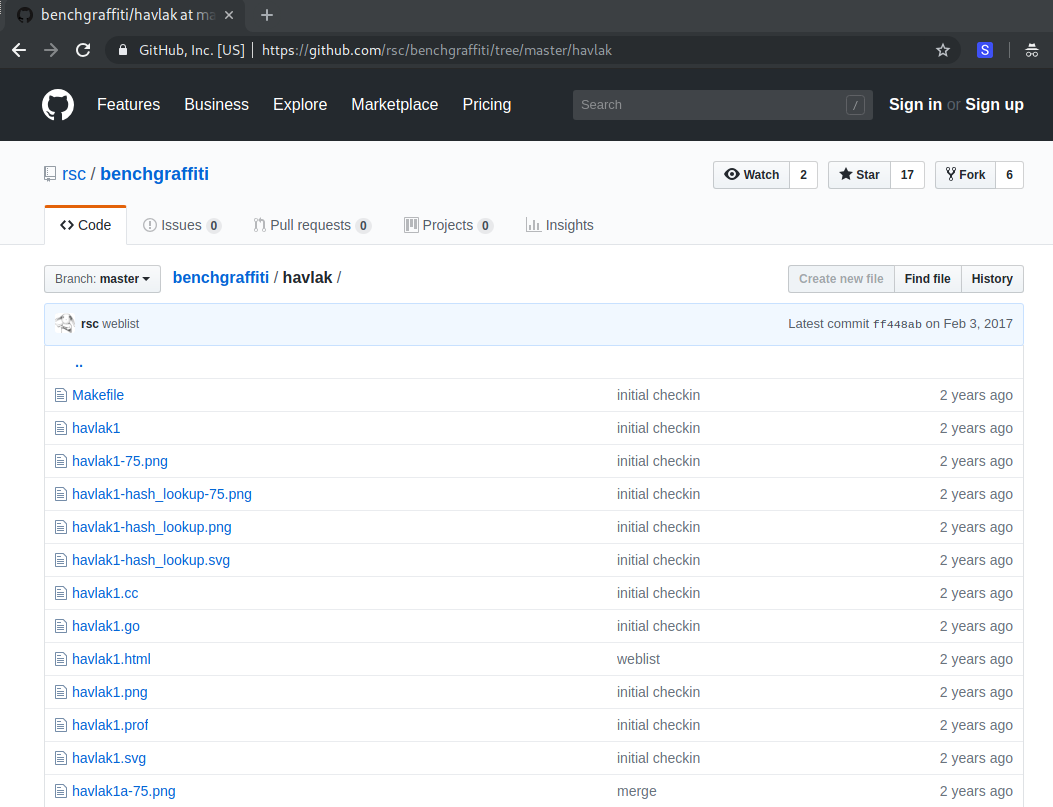 benchgraffiti/havlak at ma
GitHub, Inc. [US] https://github.com/rsc/benchgraffiti/tree/master/havlak S
Features Business Explore Marketplace Pricing Search / Sign in or Sign up
rsc / benchgraffiti Watch 2 Star 17 Fork 6
Code Issues 0 Pull requests 0 Projects 0 Insights
Branch: master benchgraffiti / havlak / Create new file Find file History
rsc weblist Latest commit ff448ab on Feb 3, 2017
..
Makefile initial checkin 2 years ago
havlak1 initial checkin 2 years ago
havlak1-75.png initial checkin 2 years ago
havlak1-hash_lookup-75.png initial checkin 2 years ago
havlak1-hash_lookup.png initial checkin 2 years ago
havlak1-hash_lookup.svg initial checkin 2 years ago
havlak1.cc initial checkin 2 years ago
havlak1.go initial checkin 2 years ago
havlak1.html weblist 2 years ago
havlak1.png initial checkin 2 years ago
havlak1.prof initial checkin 2 years ago
havlak1.svg initial checkin 2 years ago
havlak1a-75.png merge 2 years ago